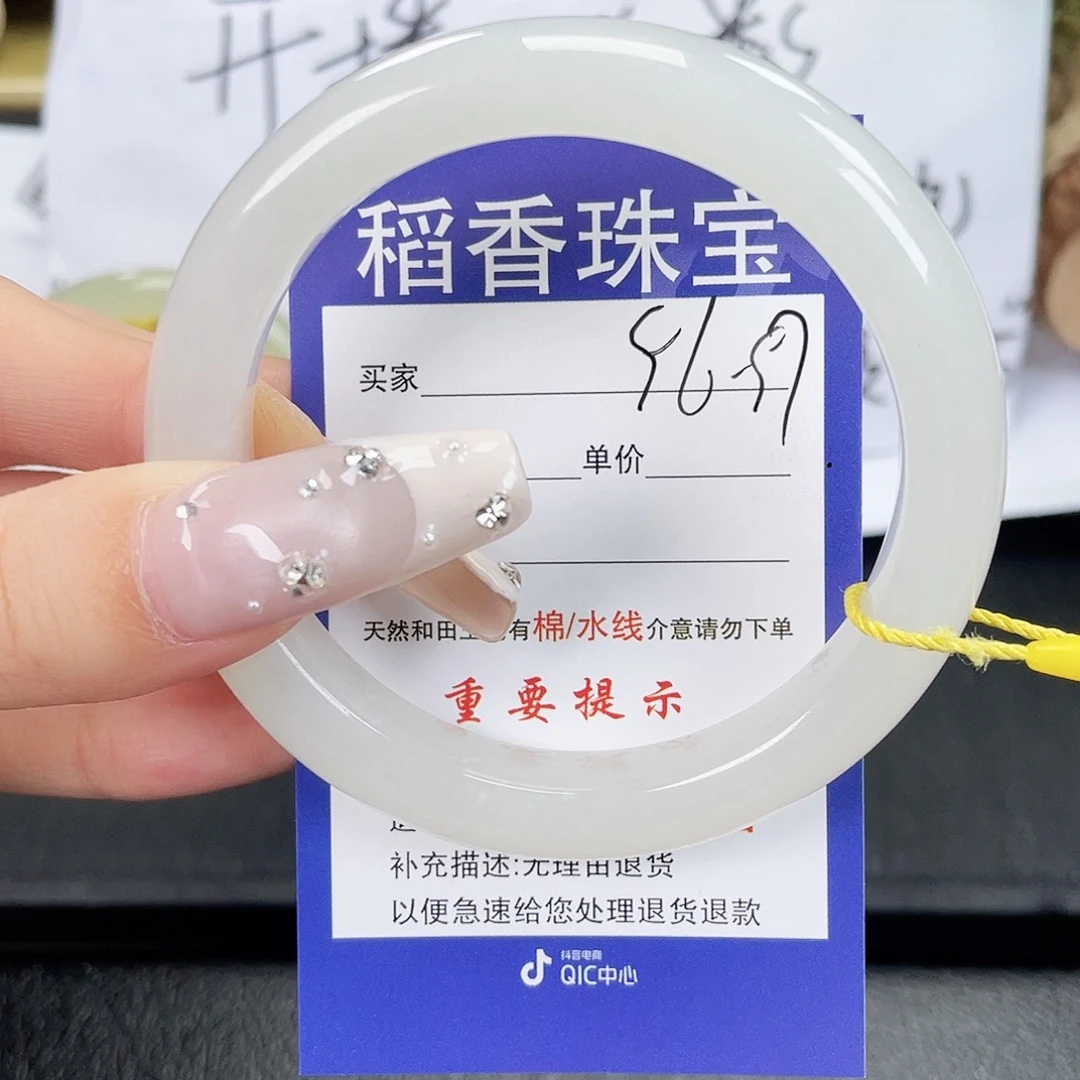 稻香珠宝
买家
单价
天然和田 有棉/水线介意请勿下单
重要提示
补充描述:无理由退货
以便急速给您处理退货退款
抖音电商
QIC中心